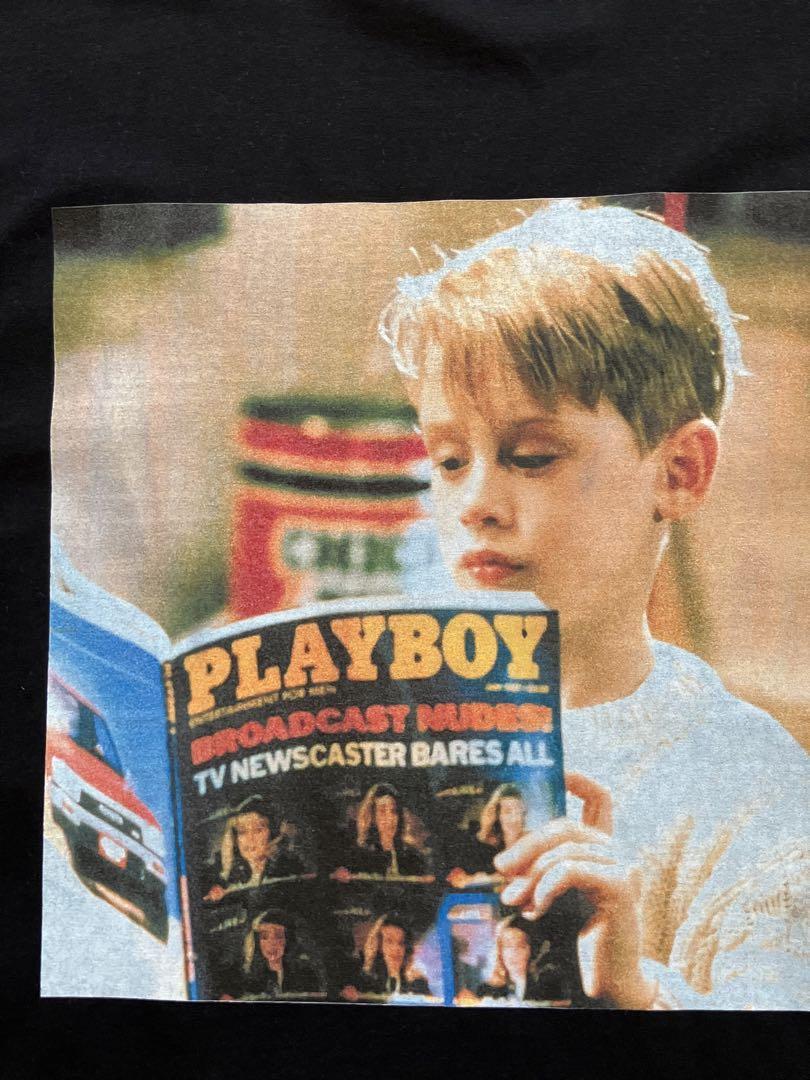 PLAYBOY
ENTERTAINMENT FOR MEN
BROADCAST NUDES!
TV NEWSCASTER BARES ALL